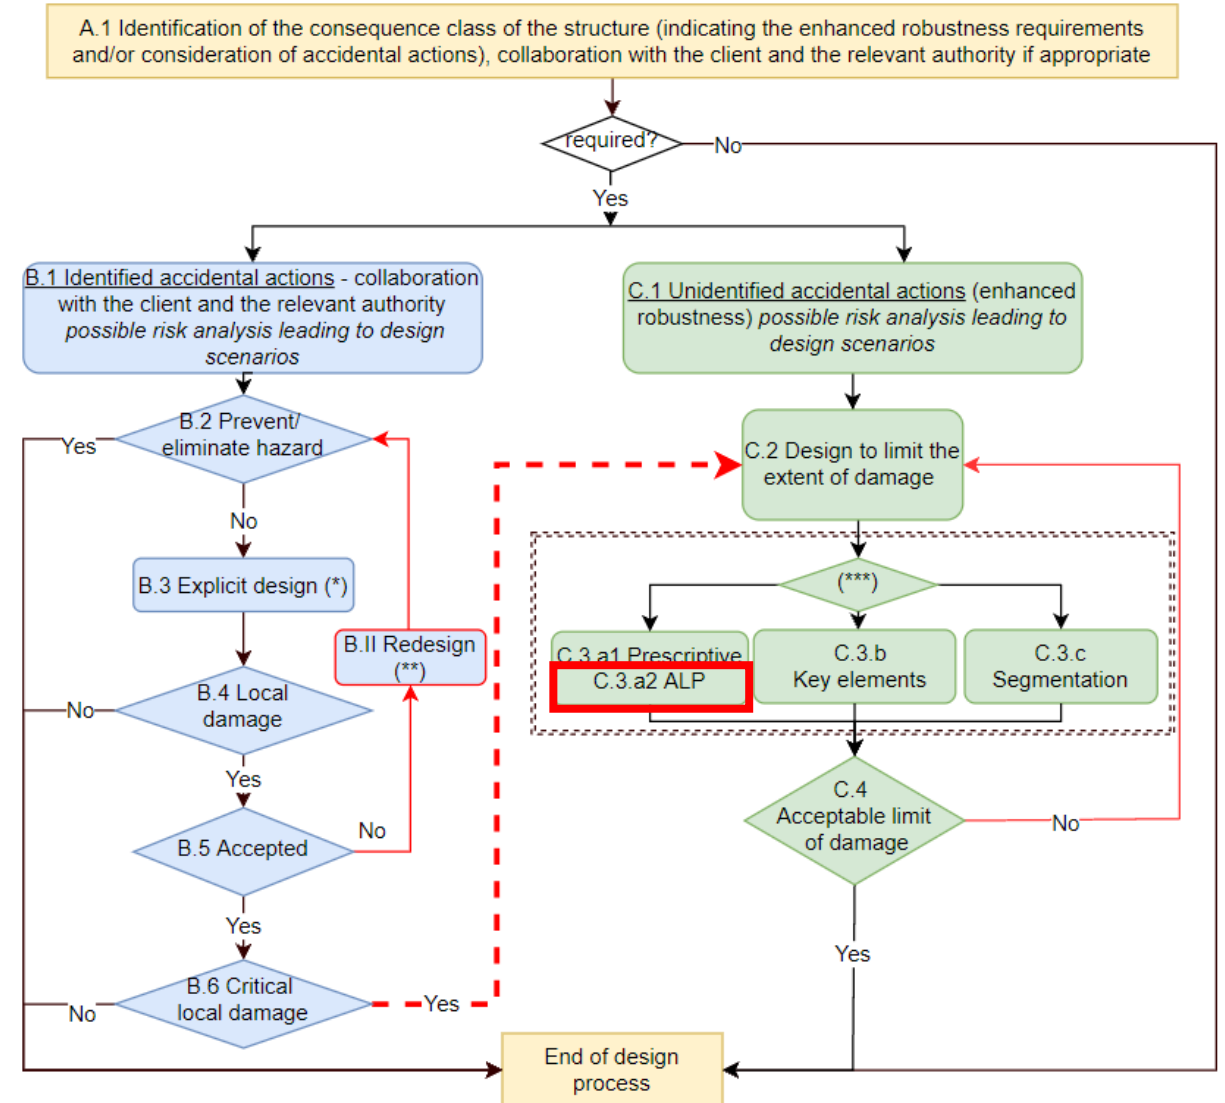 A.1 Identification of the consequence class of the structure (indicating the enhanced robustness requirements
and/or consideration of accidental actions), collaboration with the client and the relevant authority if appropriate
required?
No
Yes
B.1 Identified accidental actions - collaboration
with the client and the relevant authority
possible risk analysis leading to design
scenarios
C.1 Unidentified accidental actions (enhanced
robustness) possible risk analysis leading to
design scenarios
B.2 Prevent/
eliminate hazard
Yes
No
B.3 Explicit design (*)
B.II Redesign
(**)
B.4 Local
damage
No
Yes
B.5 Accepted
No
Yes
B.6 Critical
local damage
No
Yes
C.2 Design to limit the
extent of damage
(***)
C.3.a1 Prescriptive
C.3.a2 ALP
C.3.b
Key elements
C.3.c
Segmentation
C.4
Acceptable limit
of damage
No
Yes
End of design
process